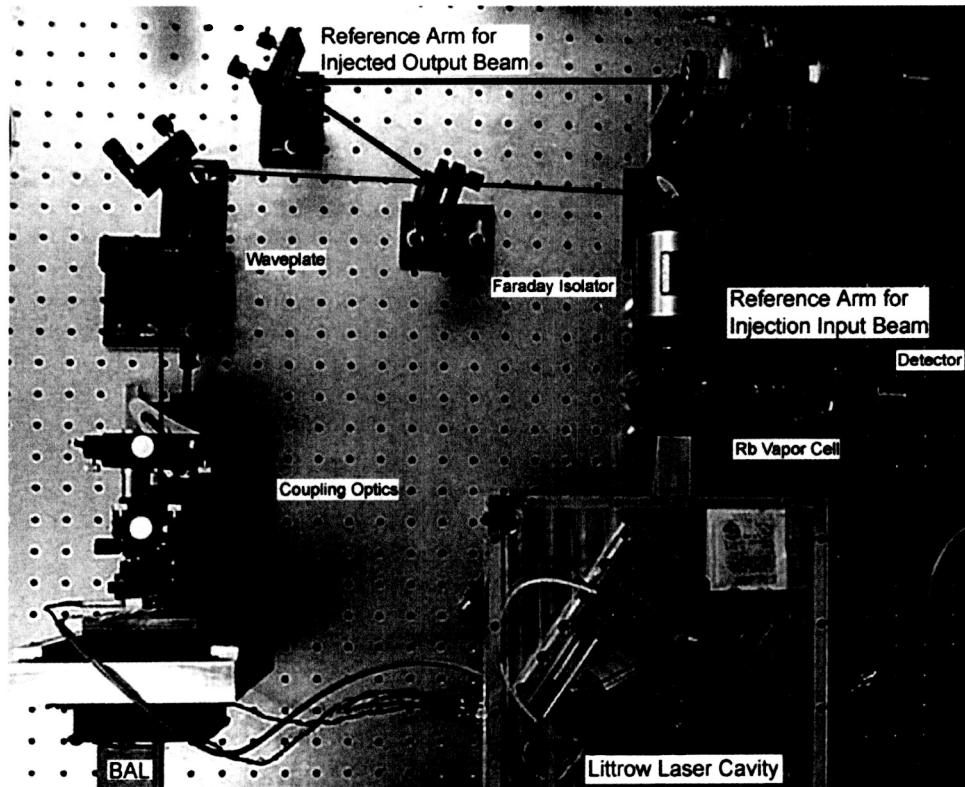 Reference Arm for
Injected Output Beam
Waveplate
Faraday Isolator
Reference Arm for
Injection Input Beam
Detector
Rb Vapor Cell
Coupling Optics
BAL
Littrow Laser Cavity